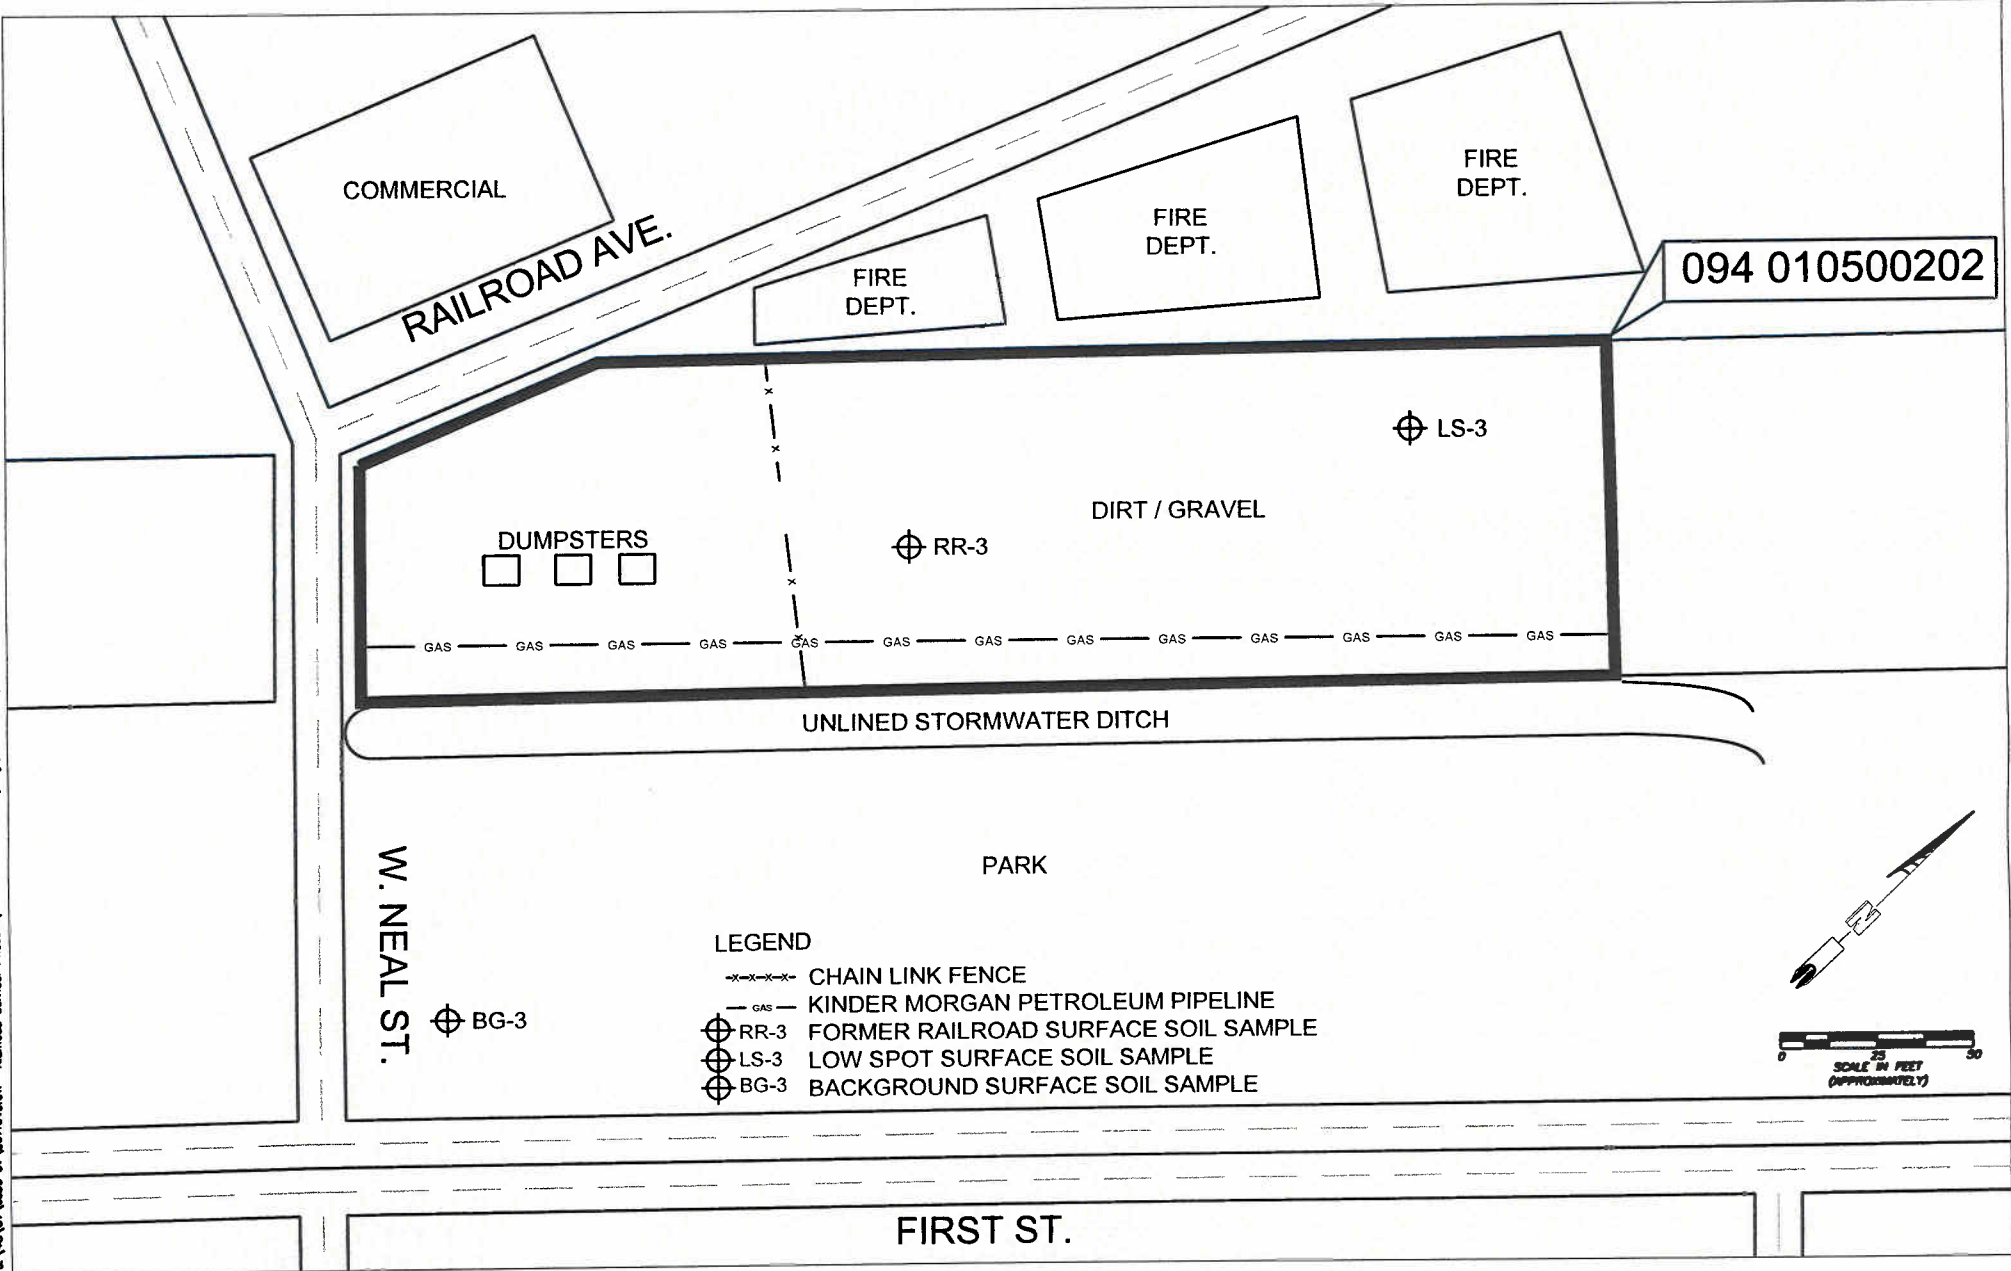 COMMERCIAL
RAILROAD AVE.
FIRE
DEPT.
FIRE
DEPT.
FIRE
DEPT.
094 010500202
LS-3
DIRT / GRAVEL
DUMPSTERS
RR-3
GAS GAS GAS GAS GAS GAS GAS GAS GAS GAS GAS GAS GAS
UNLINED STORMWATER DITCH
W. NEAL ST.
PARK
BG-3
LEGEND
-x-x-x-x- CHAIN LINK FENCE
— GAS — KINDER MORGAN PETROLEUM PIPELINE
RR-3 FORMER RAILROAD SURFACE SOIL SAMPLE
LS-3 LOW SPOT SURFACE SOIL SAMPLE
BG-3 BACKGROUND SURFACE SOIL SAMPLE
N
0 25 50
SCALE IN FEET
(APPROXIMATELY)
FIRST ST.